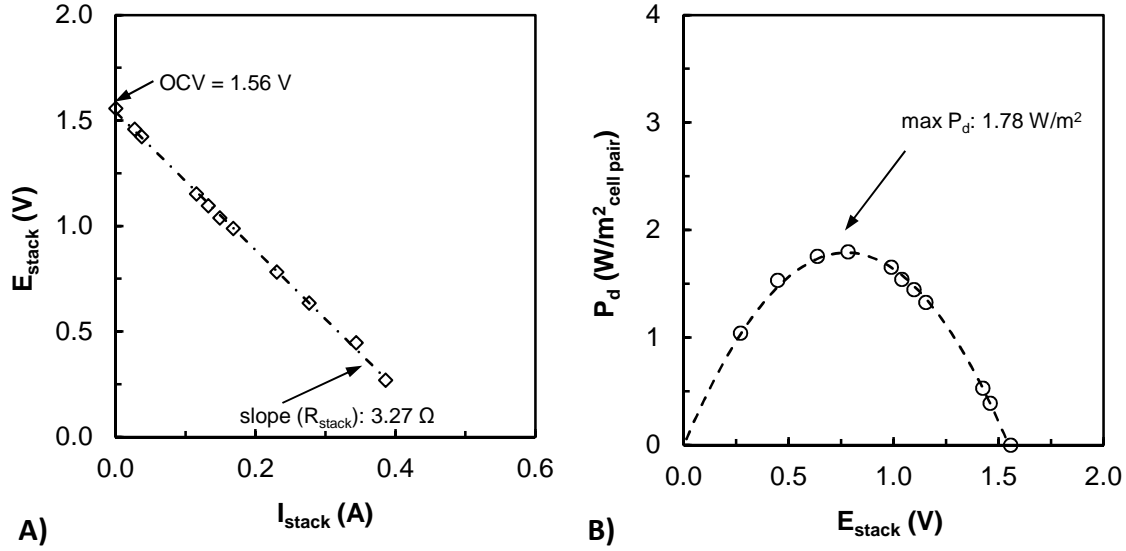 2.0
1.5
1.0
0.5
0.0
E_stack (V)
OCV = 1.56 V
slope (R_stack): 3.27 Ω
0.0 0.2 0.4 0.6
I_stack (A)
A)
4
3
2
1
0
P_d (W/m²_cell pair)
max P_d: 1.78 W/m²
0.0 0.5 1.0 1.5 2.0
E_stack (V)
B)